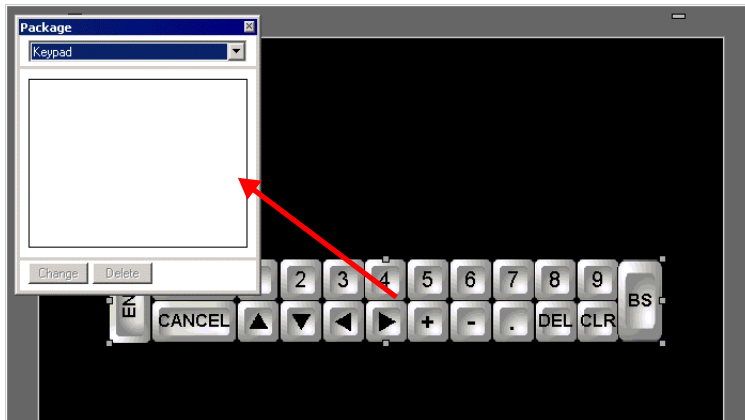 Package
Keypad
Change Delete
2 3 4 5 6 7 8 9
BS
CANCEL + - . DEL CLR